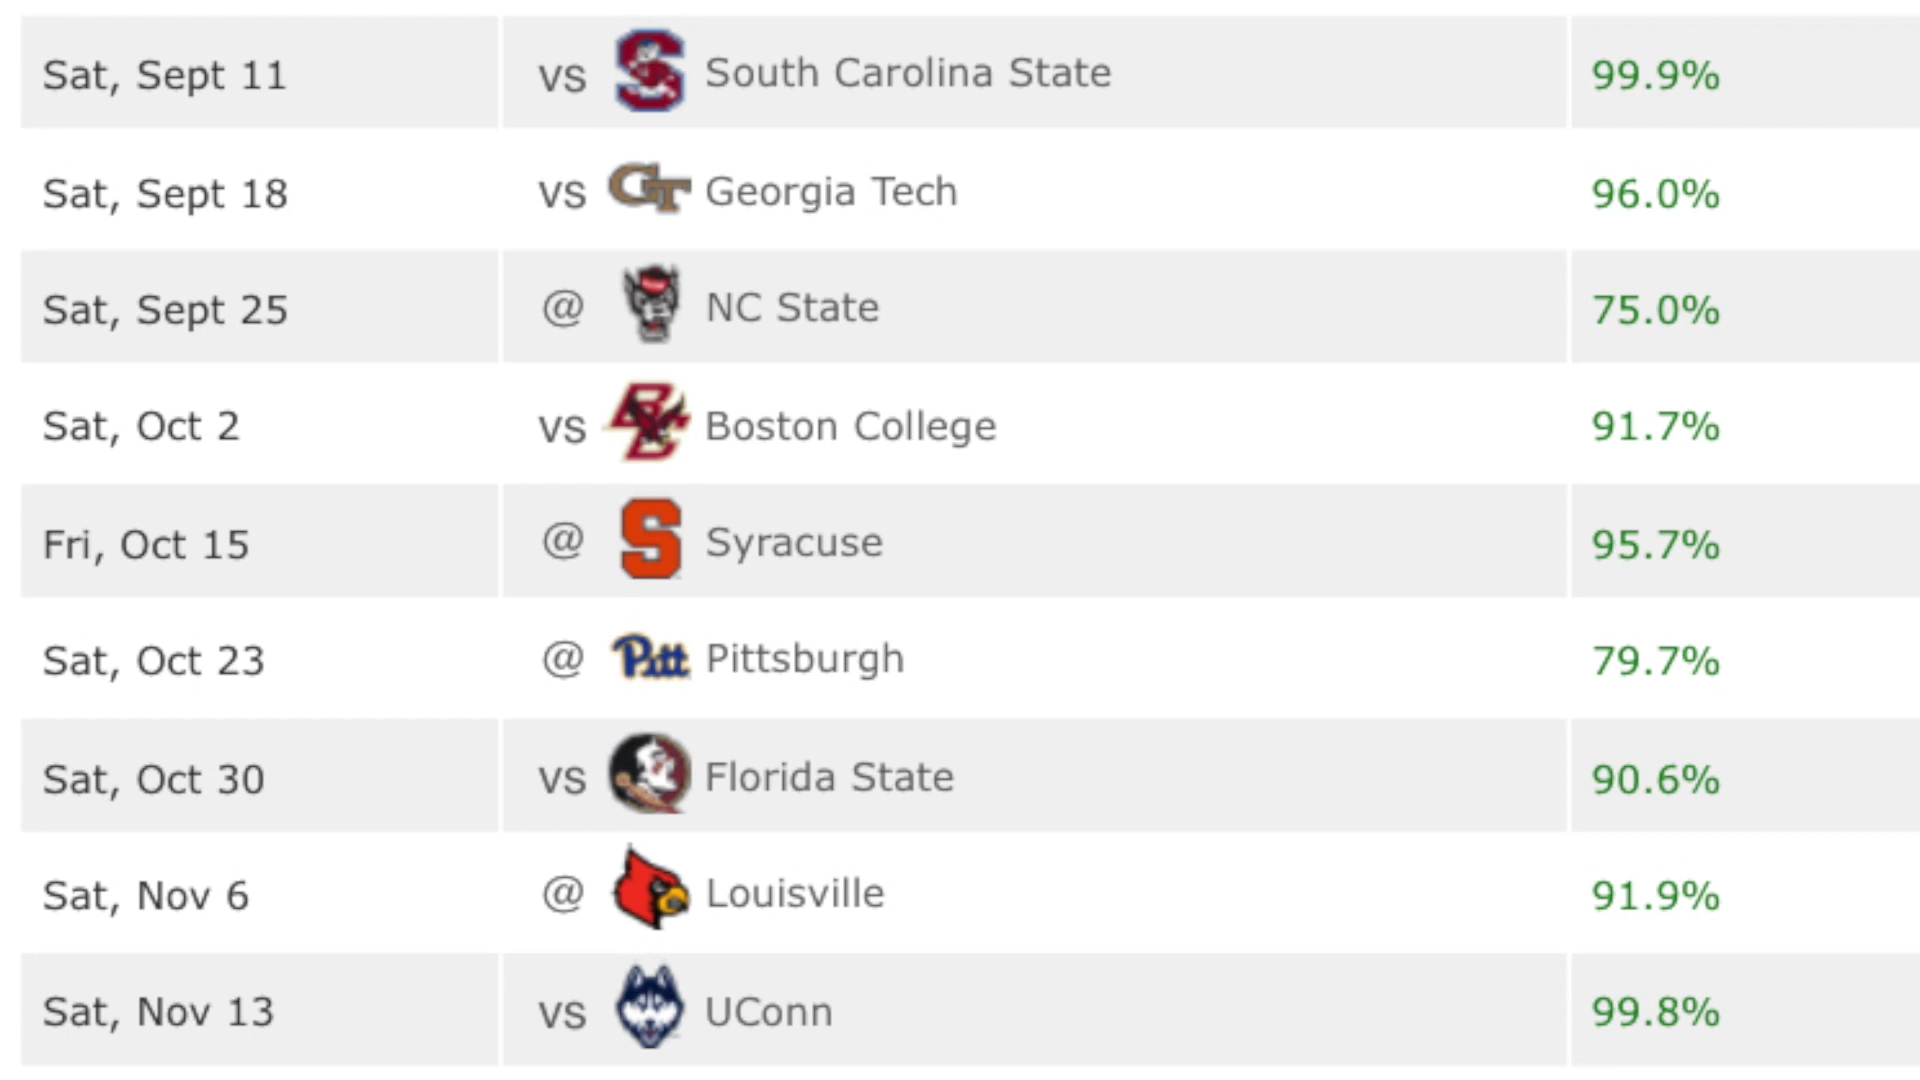 Sat, Sept 11 vs South Carolina State 99.9%
Sat, Sept 18 vs GT Georgia Tech 96.0%
Sat, Sept 25 @ NC State 75.0%
Sat, Oct 2 vs BC Boston College 91.7%
Fri, Oct 15 @ S Syracuse 95.7%
Sat, Oct 23 @ Pitt Pittsburgh 79.7%
Sat, Oct 30 vs Florida State 90.6%
Sat, Nov 6 @ Louisville 91.9%
Sat, Nov 13 vs UConn 99.8%